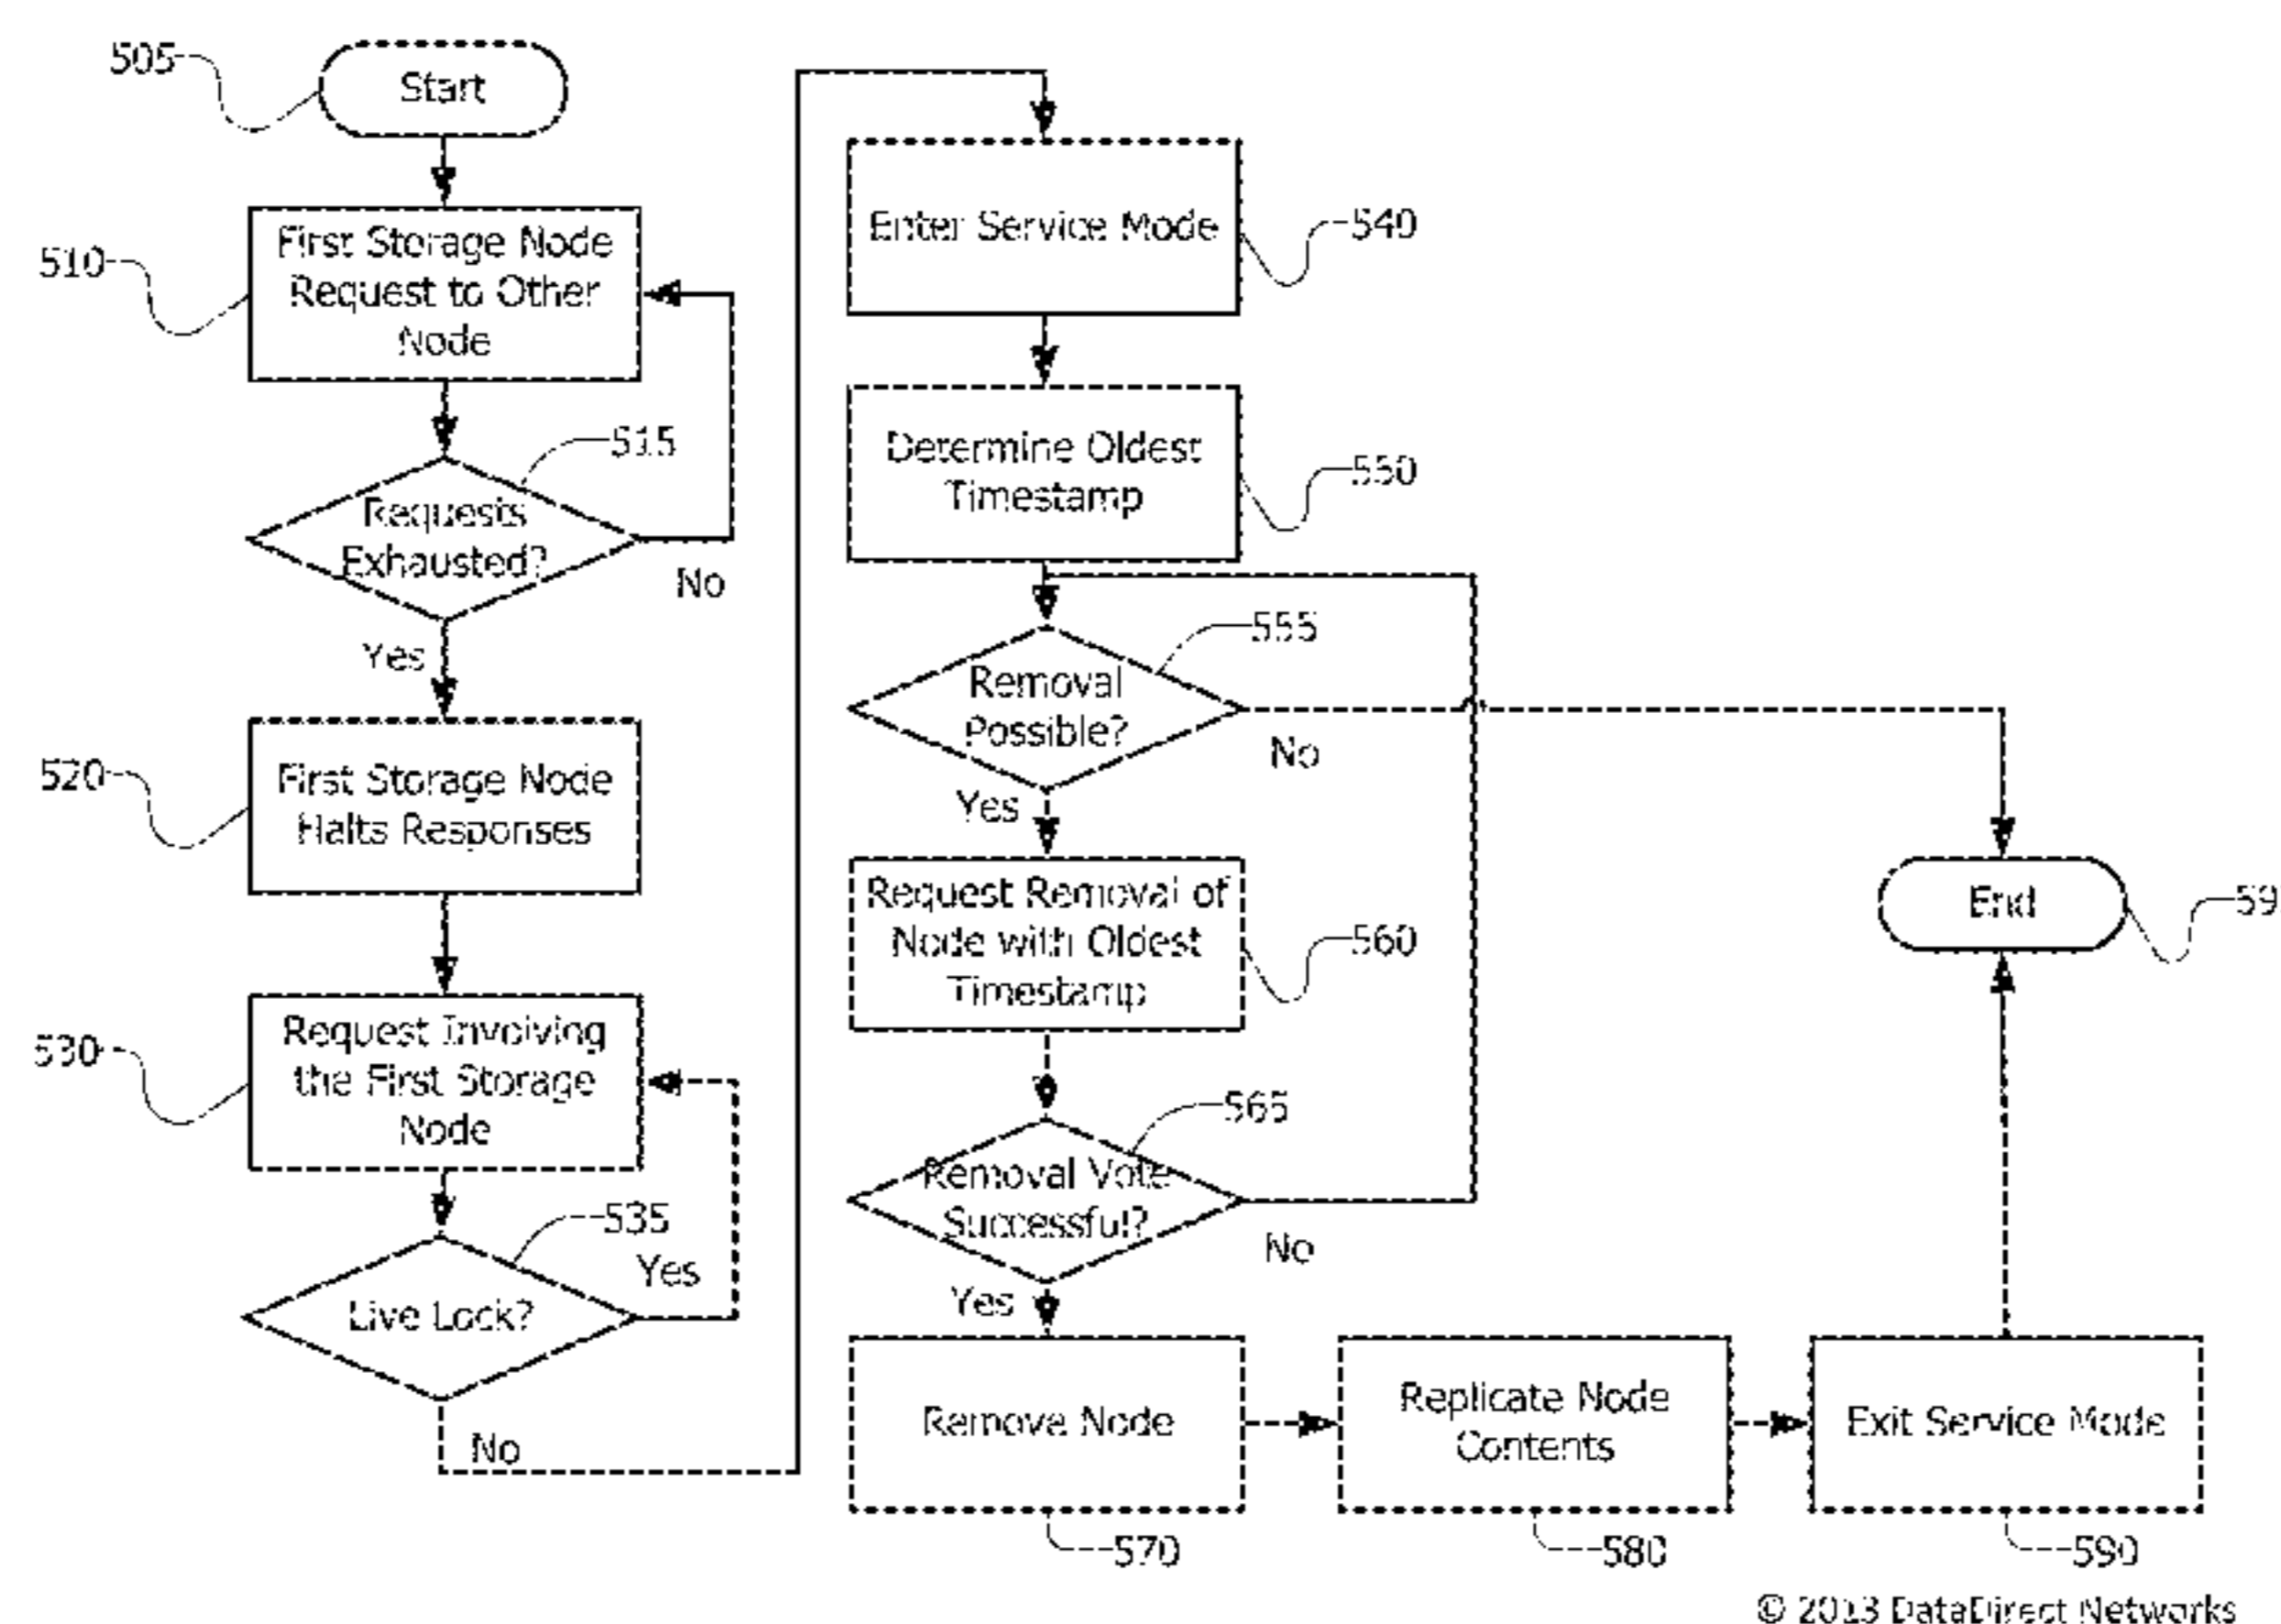 505
Start
510
First Storage Node
Request to Other
Node
515
Requests
Exhausted?
No
Yes
520
First Storage Node
Halts Responses
530
Request Involving
the First Storage
Node
535
Yes
Live Lock?
No
Enter Service Mode
540
Determine Oldest
Timestamp
550
555
Removal
Possible?
No
Yes
Request Removal of
Node with Oldest
Timestamp
560
565
Removal Vote
Successful?
No
Yes
Remove Node
570
Replicate Node
Contents
580
Exit Service Mode
590
End
59
© 2013 DataDirect Networks